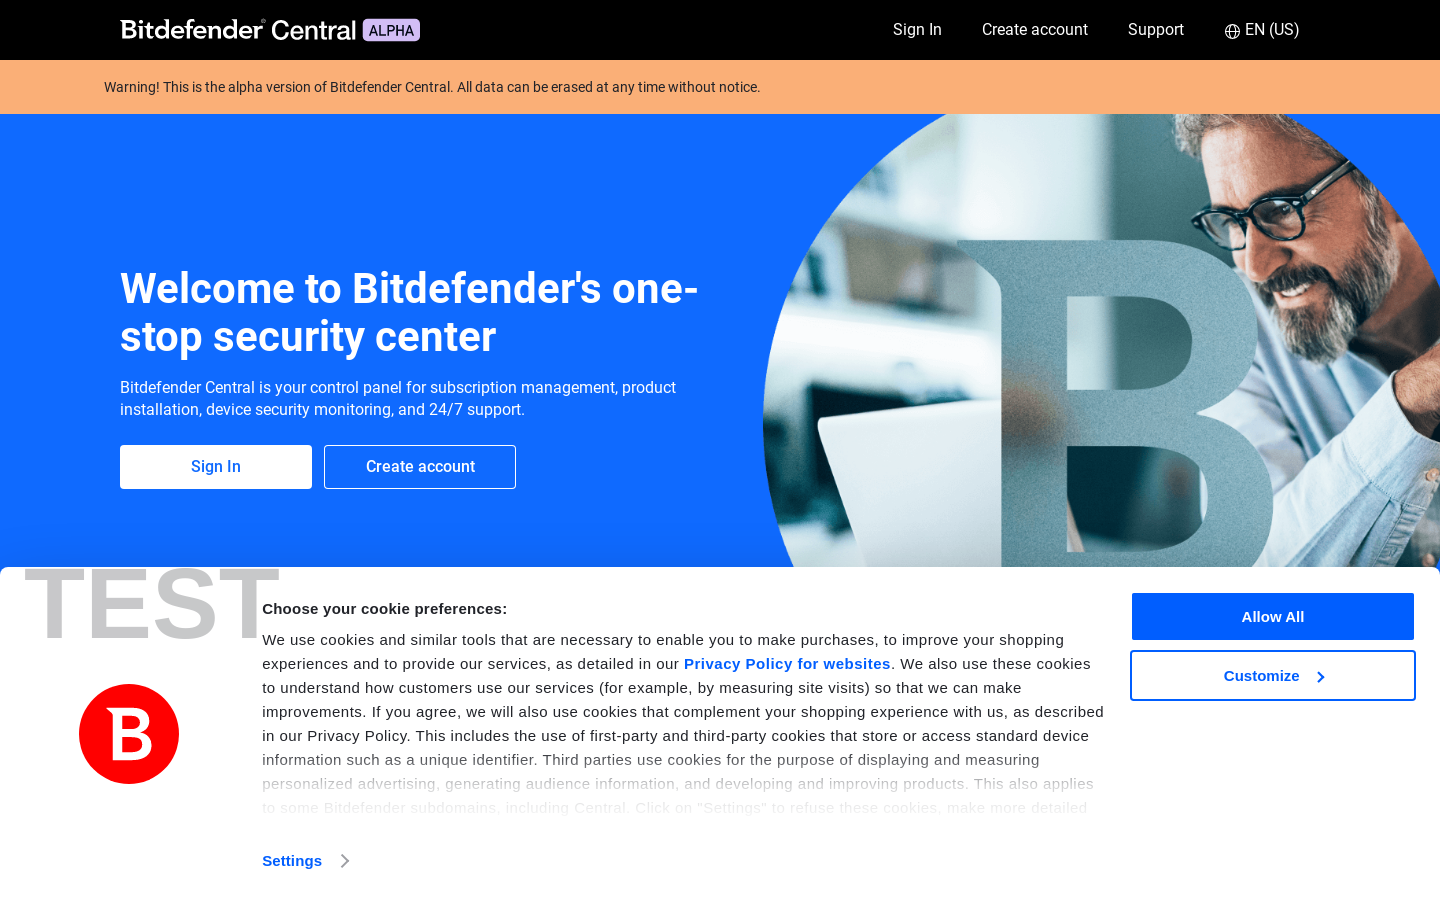 Bitdefender® Central ALPHA
Sign In
Create account
Support
EN (US)
Warning! This is the alpha version of Bitdefender Central. All data can be erased at any time without notice.
Welcome to Bitdefender's one-
stop security center
Bitdefender Central is your control panel for subscription management, product
installation, device security monitoring, and 24/7 support.
Sign In
Create account
B
TEST
B
Choose your cookie preferences:
We use cookies and similar tools that are necessary to enable you to make purchases, to improve your shopping
experiences and to provide our services, as detailed in our Privacy Policy for websites. We also use these cookies
to understand how customers use our services (for example, by measuring site visits) so that we can make
improvements. If you agree, we will also use cookies that complement your shopping experience with us, as described
in our Privacy Policy. This includes the use of first-party and third-party cookies that store or access standard device
information such as a unique identifier. Third parties use cookies for the purpose of displaying and measuring
personalized advertising, generating audience information, and developing and improving products. This also applies
to some Bitdefender subdomains, including Central. Click on "Settings" to refuse these cookies, make more detailed
Settings
Allow All
Customize